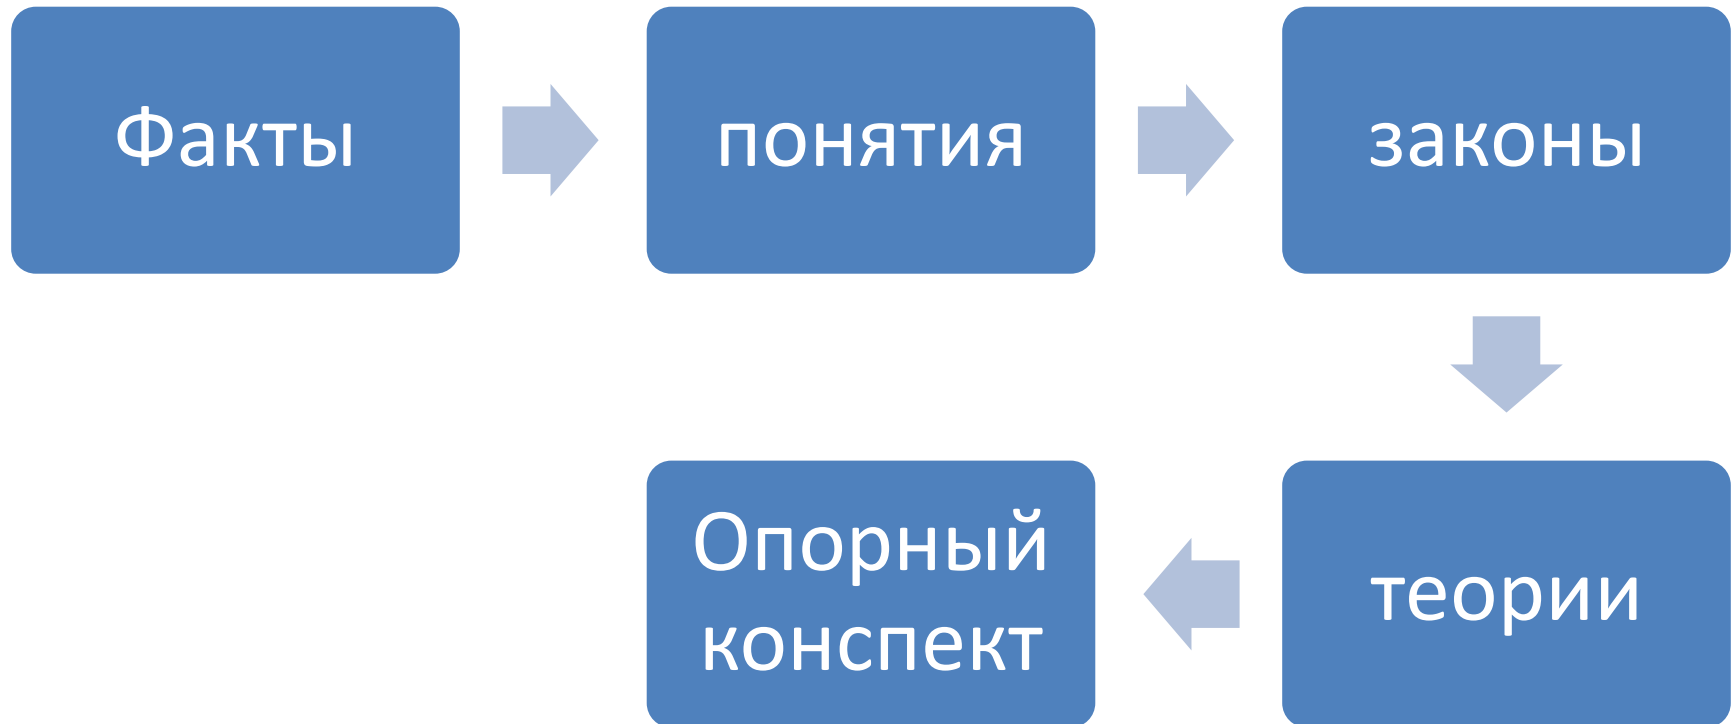 Факты
понятия
законы
теории
Опорный
конспект